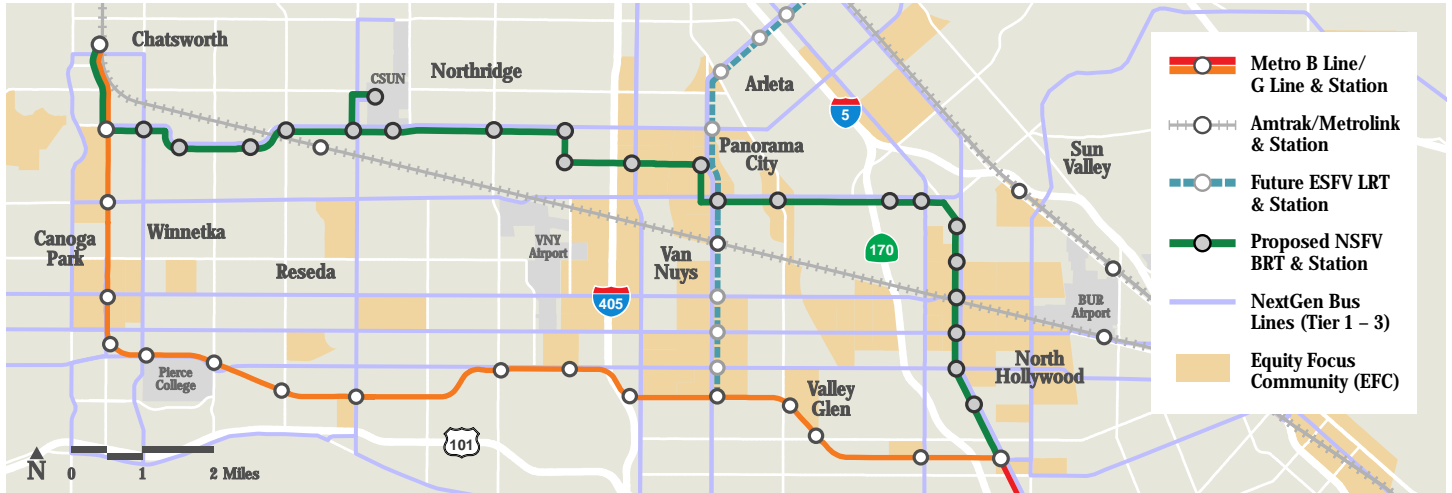 Chatsworth
CSUN
Northridge
Arleta
5
Panorama
City
Sun
Valley
Canoga
Park
Winnetka
Reseda
VNY
Airport
Van
Nuys
170
405
BUR
Airport
Pierce
College
North
Hollywood
Valley
Glen
101
N
0 1 2 Miles
Metro B Line/
G Line & Station
Amtrak/Metrolink
& Station
Future ESFV LRT
& Station
Proposed NSFV
BRT & Station
NextGen Bus
Lines (Tier 1 – 3)
Equity Focus
Community (EFC)